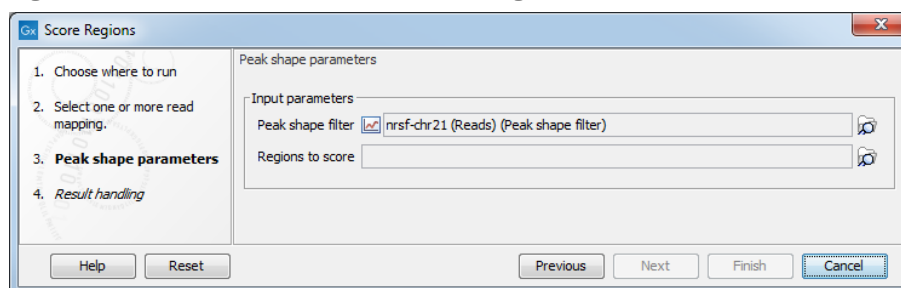 Gx Score Regions
1. Choose where to run
2. Select one or more read
mapping.
3. Peak shape parameters
4. Result handling
Peak shape parameters
Input parameters
Peak shape filter nrsf-chr21 (Reads) (Peak shape filter)
Regions to score
Help Reset Previous Next Finish Cancel